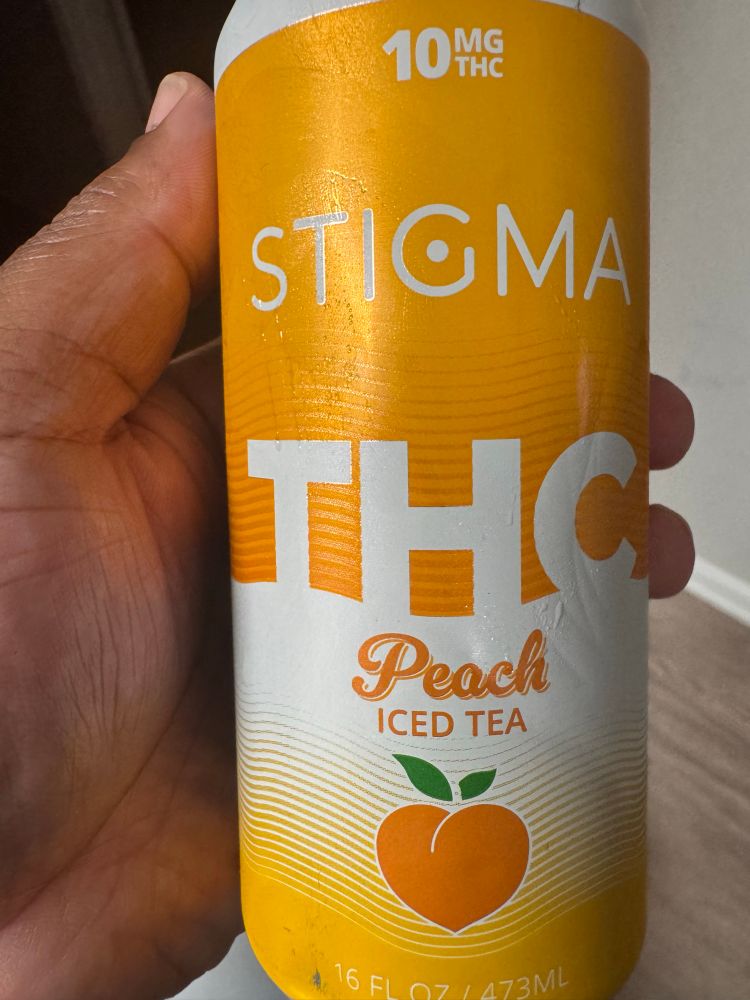 10 MG
THC
STIGMA
THC
Peach
ICED TEA
16 FL OZ / 473ML